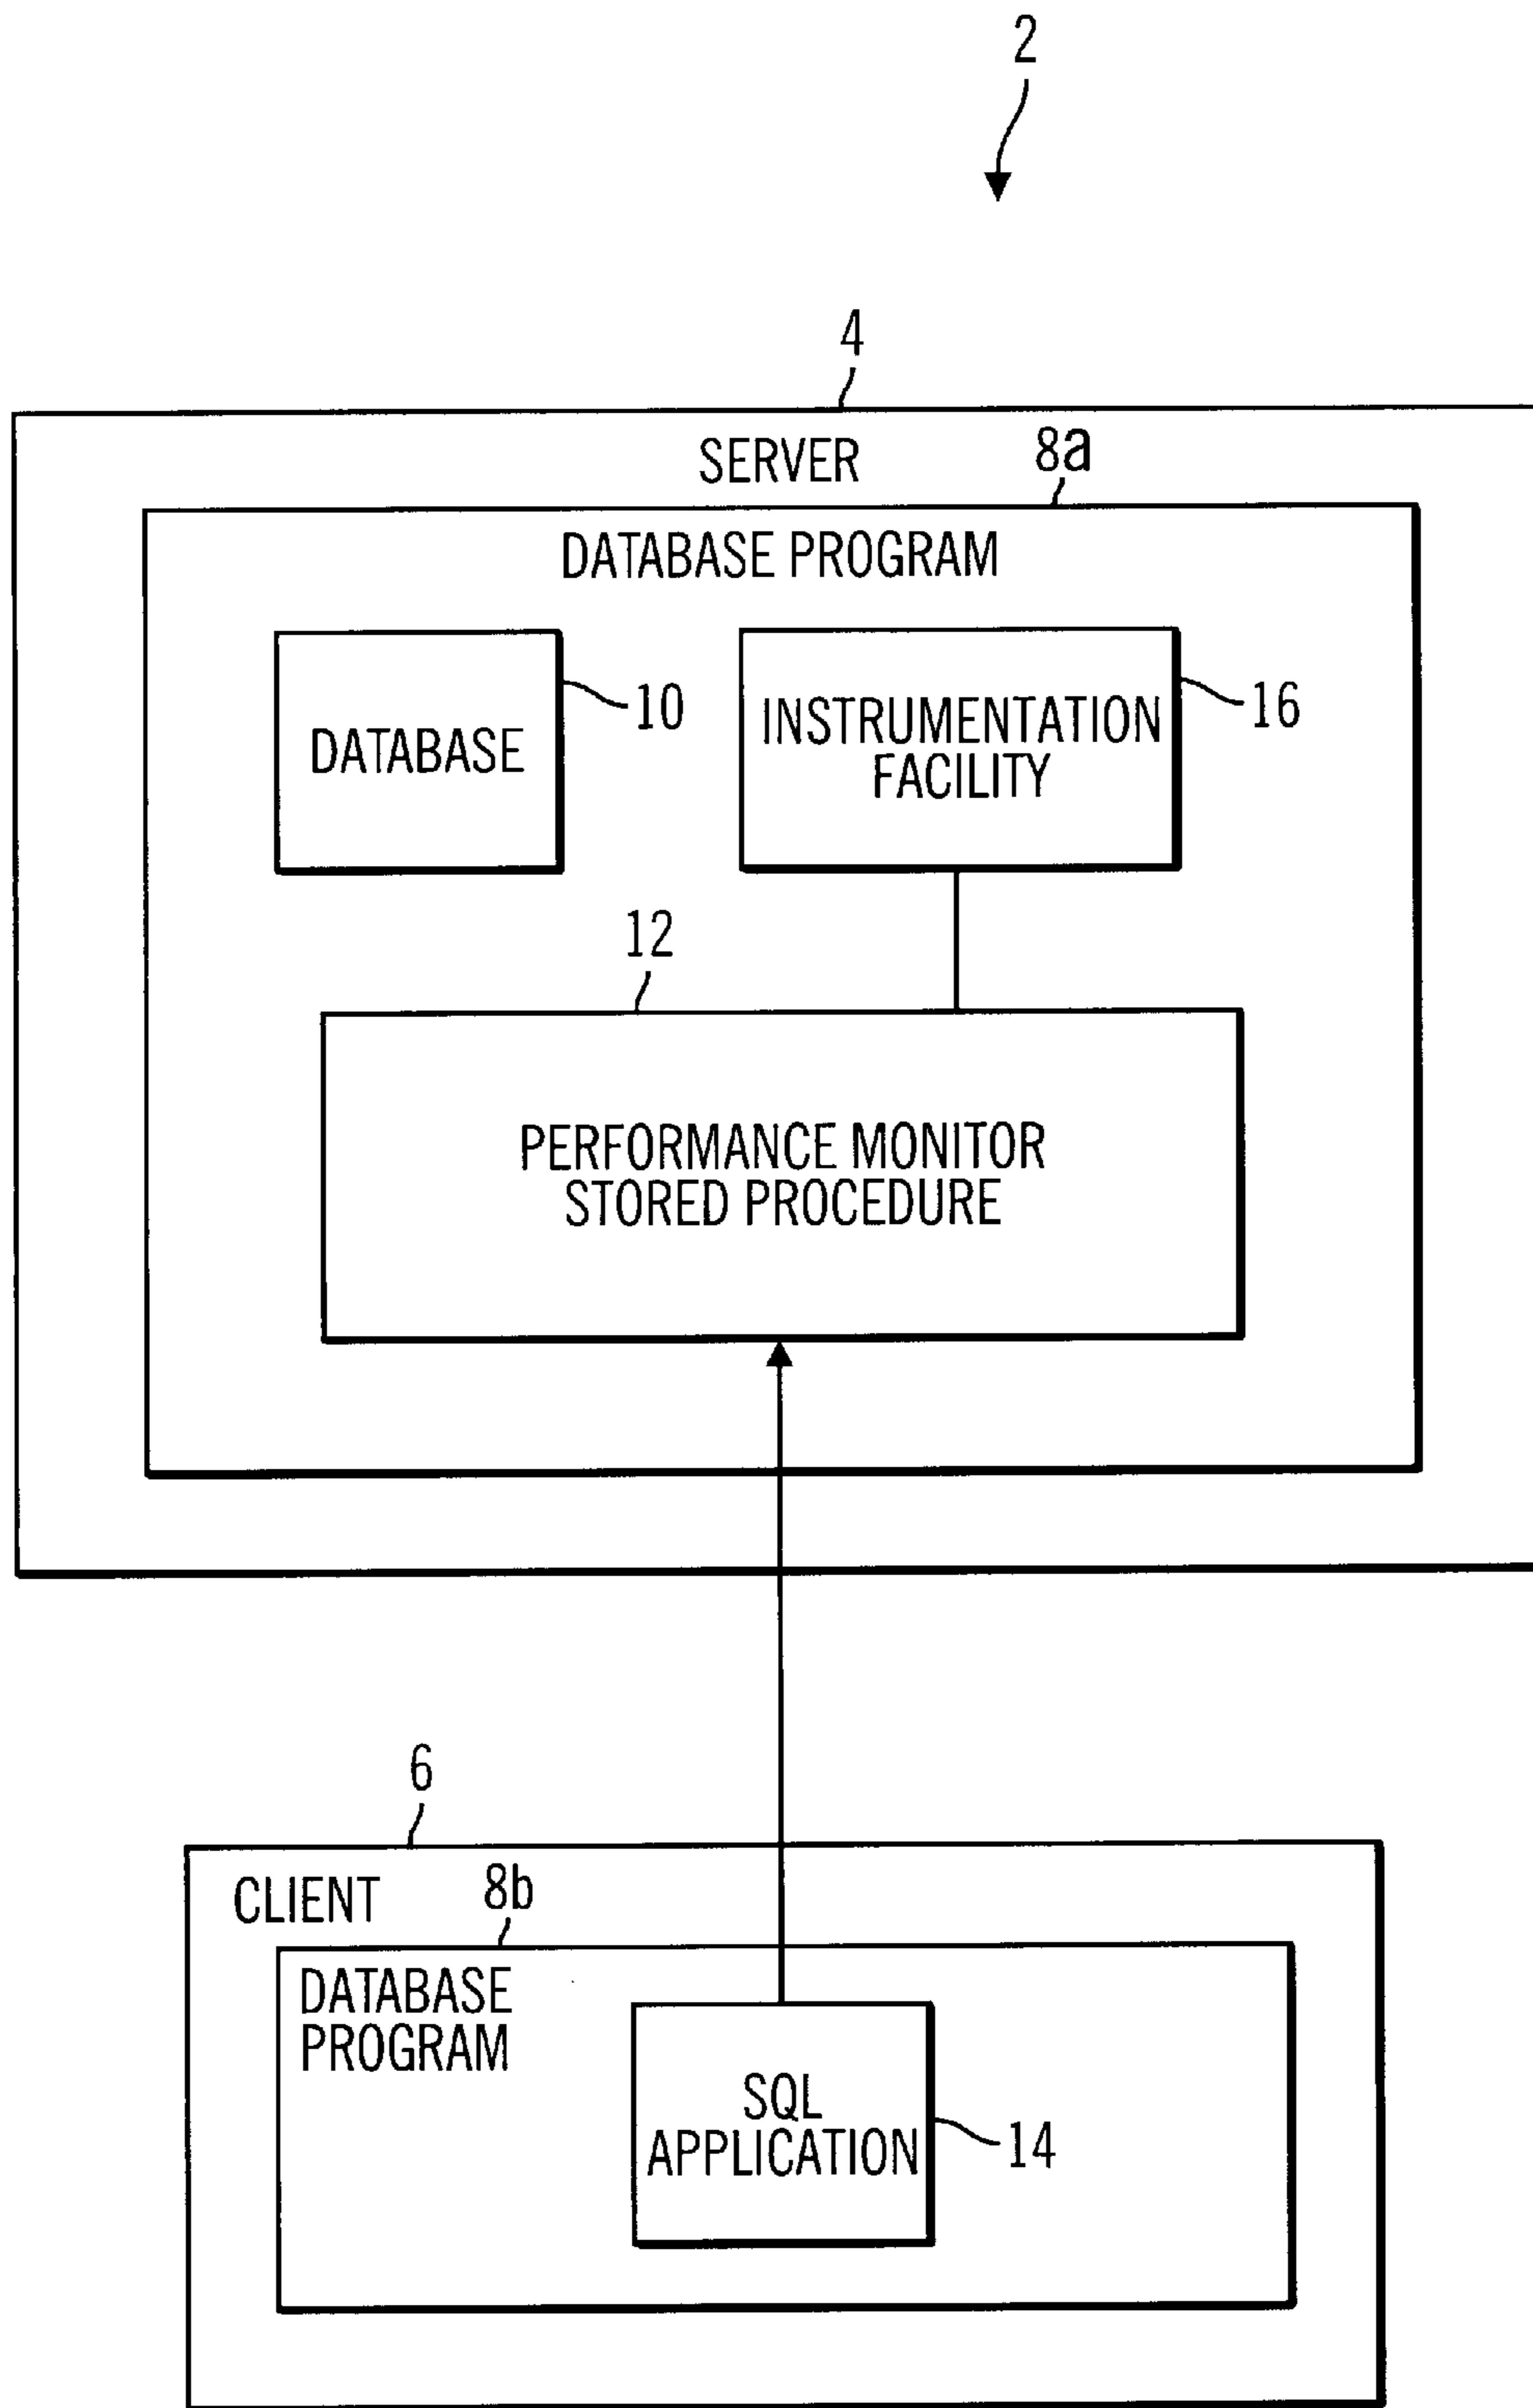 2
4
SERVER
8a
DATABASE PROGRAM
DATABASE
10
INSTRUMENTATION
FACILITY
16
12
PERFORMANCE MONITOR
STORED PROCEDURE
6
CLIENT
8b
DATABASE
PROGRAM
SQL
APPLICATION
14